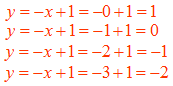 y = −x + 1 = −0 + 1 = 1
y = −x + 1 = −1 + 1 = 0
y = −x + 1 = −2 + 1 = −1
y = −x + 1 = −3 + 1 = −2